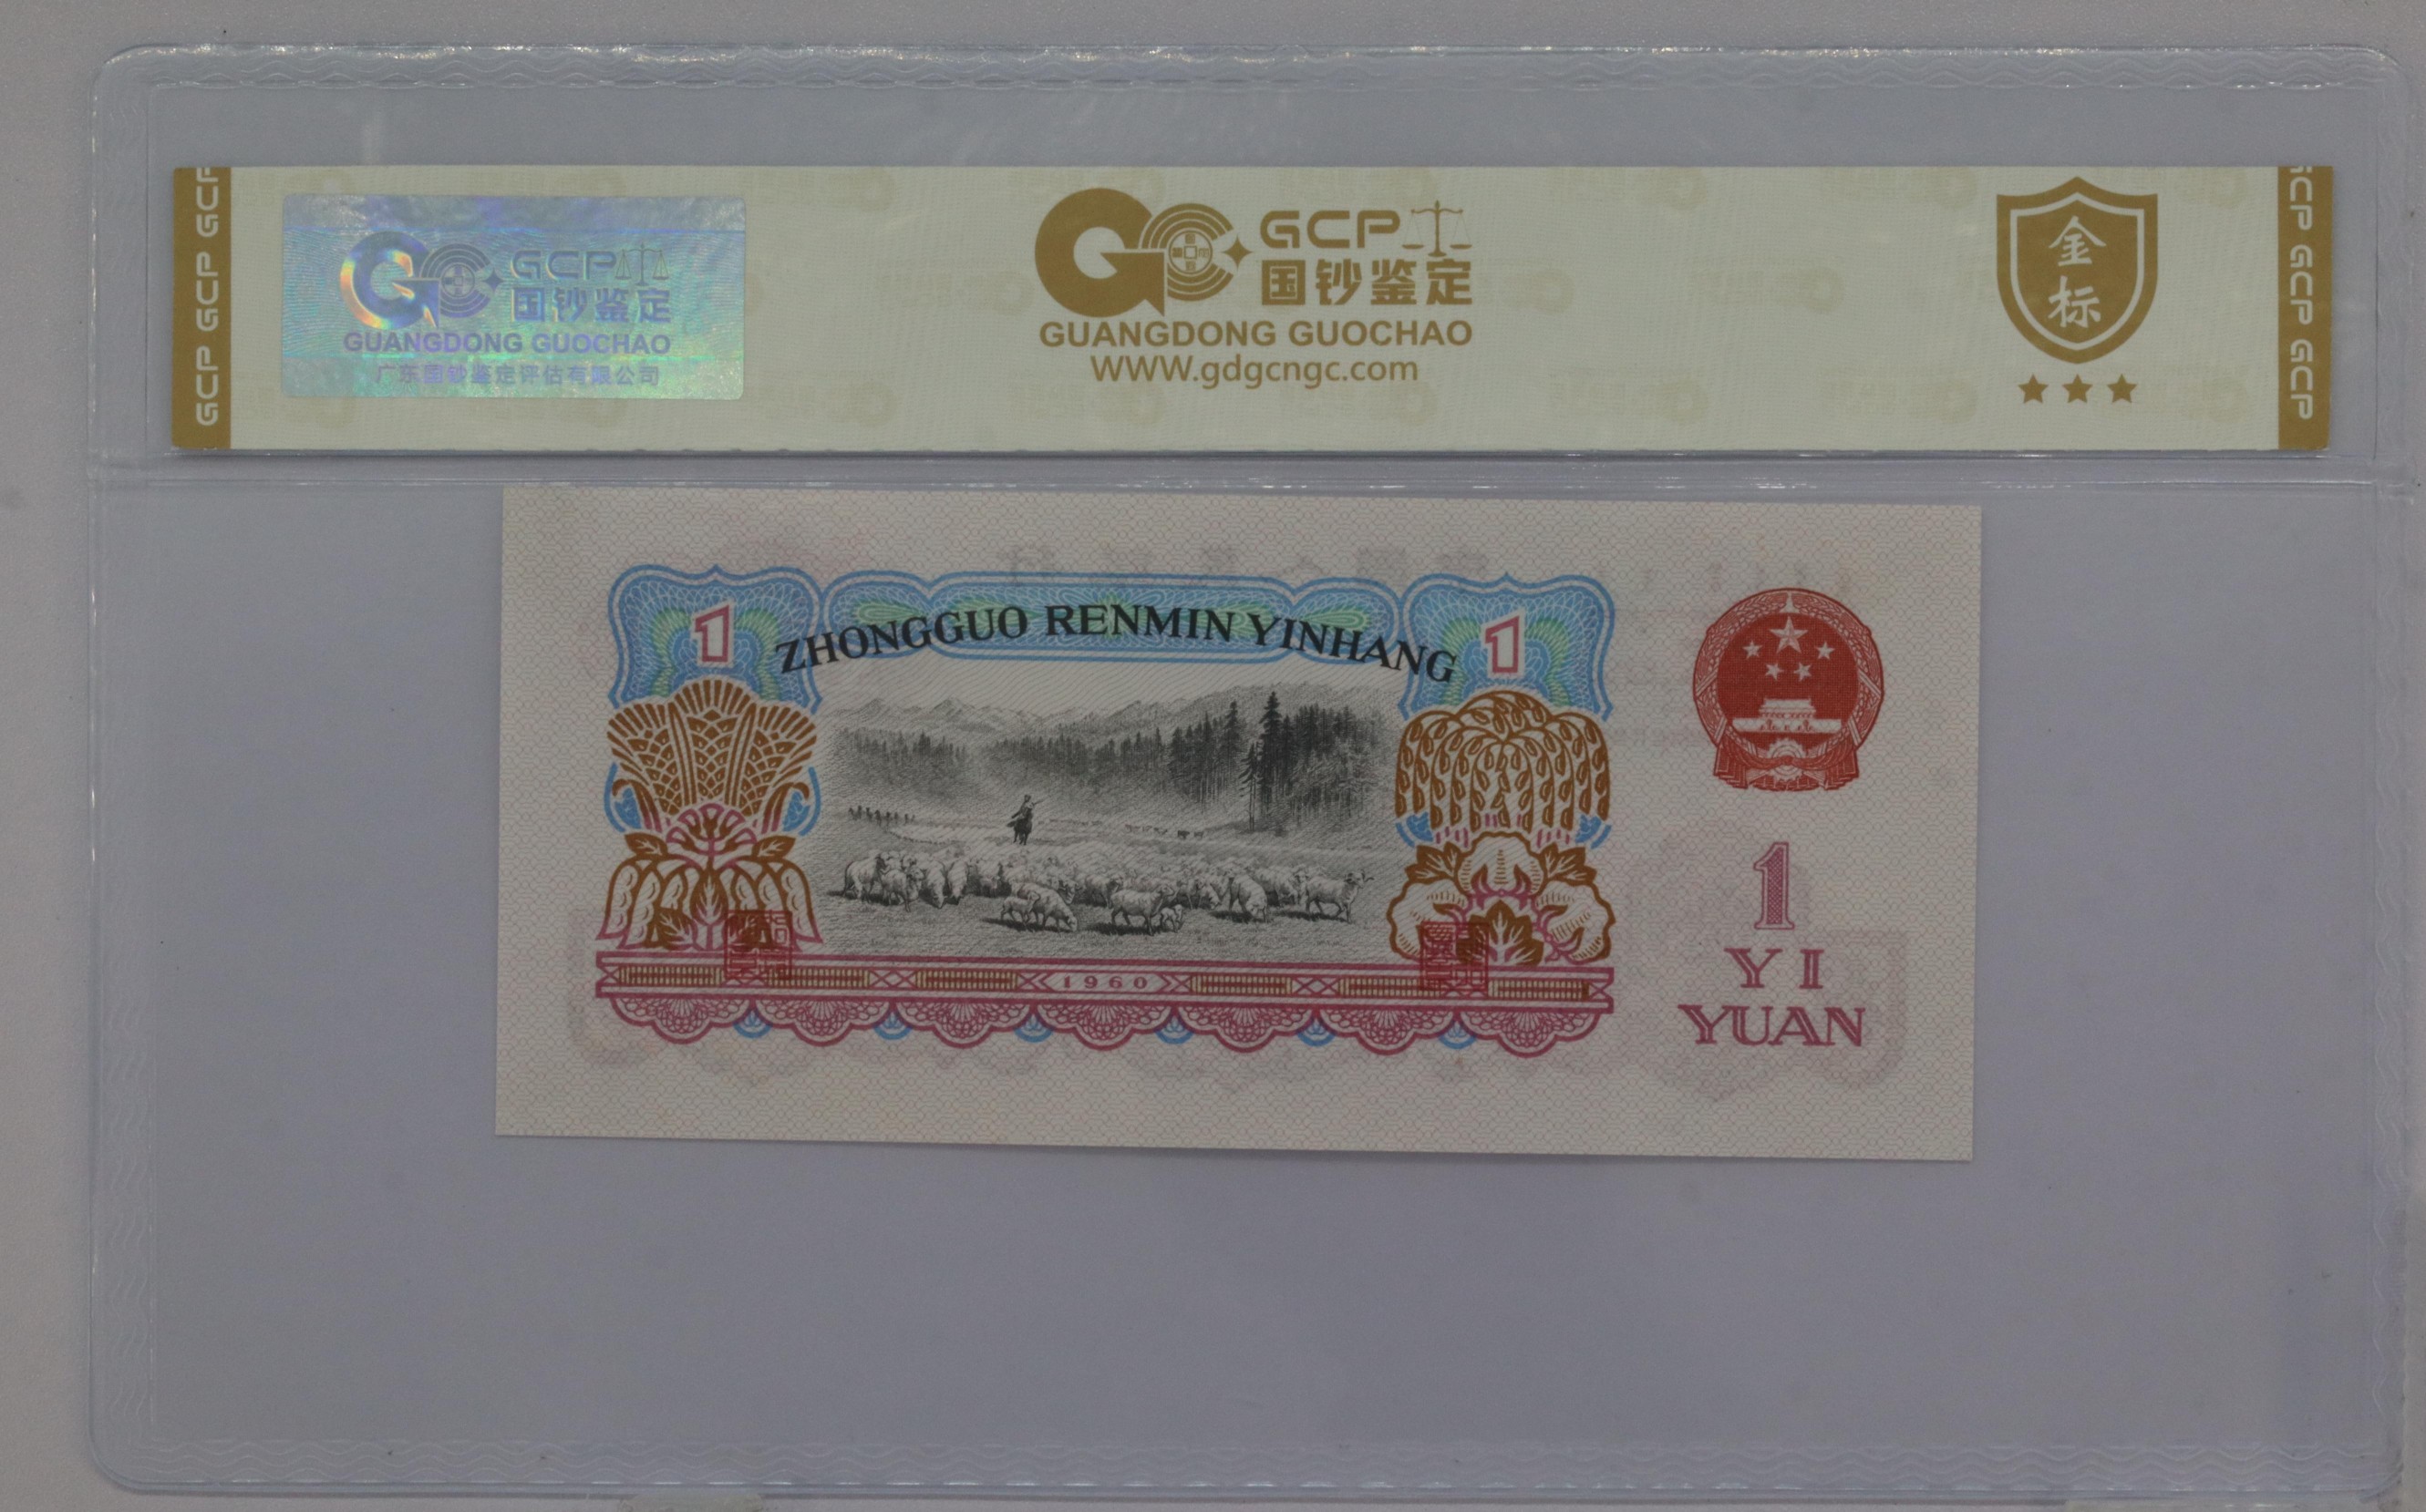 GCP GCP GCP
GCP
国钞鉴定
GUANGDONG GUOCHAO
广东国钞鉴定评估有限公司
GCP
国钞鉴定
GUANGDONG GUOCHAO
WWW.gdgcngc.com
金
标
GCP GCP GCP
1
ZHONGGUO RENMIN YINHANG
1
1960
1
YI
YUAN